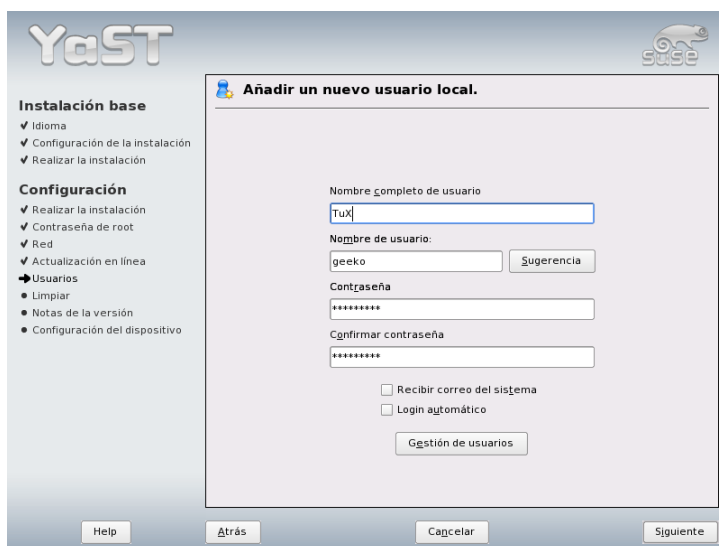 YaST
SUSE
Instalación base
Idioma
Configuración de la instalación
Realizar la instalación
Configuración
Realizar la instalación
Contraseña de root
Red
Actualización en línea
Usuarios
Limpiar
Notas de la versión
Configuración del dispositivo
Añadir un nuevo usuario local.
Nombre completo de usuario
TuX
Nombre de usuario:
geeko
Sugerencia
Contraseña
*********
Confirmar contraseña
*********
Recibir correo del sistema
Login automático
Gestión de usuarios
Help
Atrás
Cancelar
Siguiente